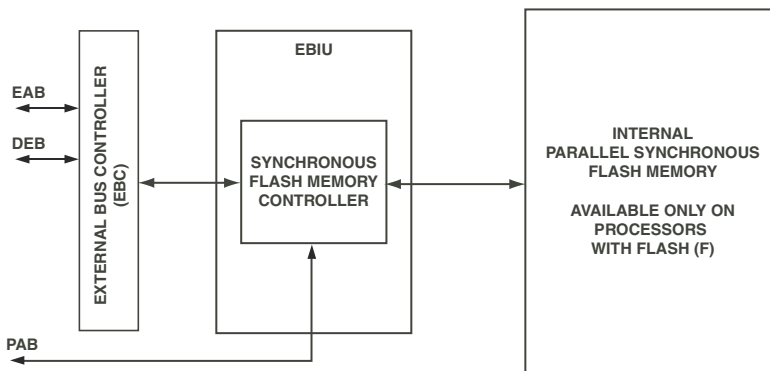 EBIU
EAB
DEB
EXTERNAL BUS CONTROLLER
(EBC)
SYNCHRONOUS
FLASH MEMORY
CONTROLLER
INTERNAL
PARALLEL SYNCHRONOUS
FLASH MEMORY
AVAILABLE ONLY ON
PROCESSORS
WITH FLASH (F)
PAB